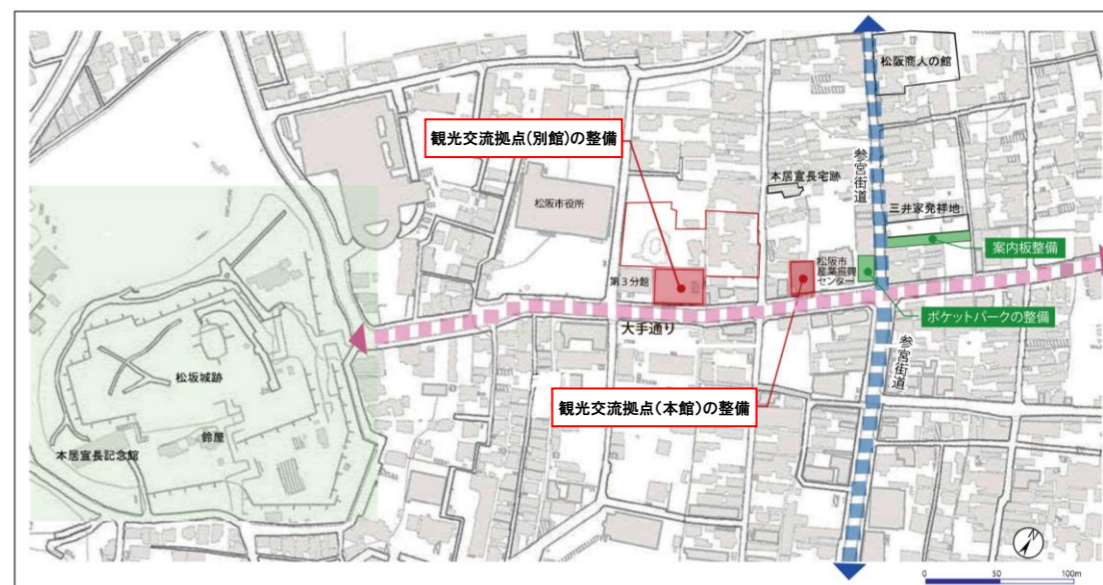 松阪商人の館
観光交流拠点(別館)の整備
参宮街道
本居宣長宅跡
松阪市役所
三井家発祥地
案内板整備
第3分館
松阪市
産業振興
センター
ポケットパークの整備
大手通り
参宮街道
松坂城跡
観光交流拠点(本館)の整備
鈴屋
本居宣長記念館
0 50 100m